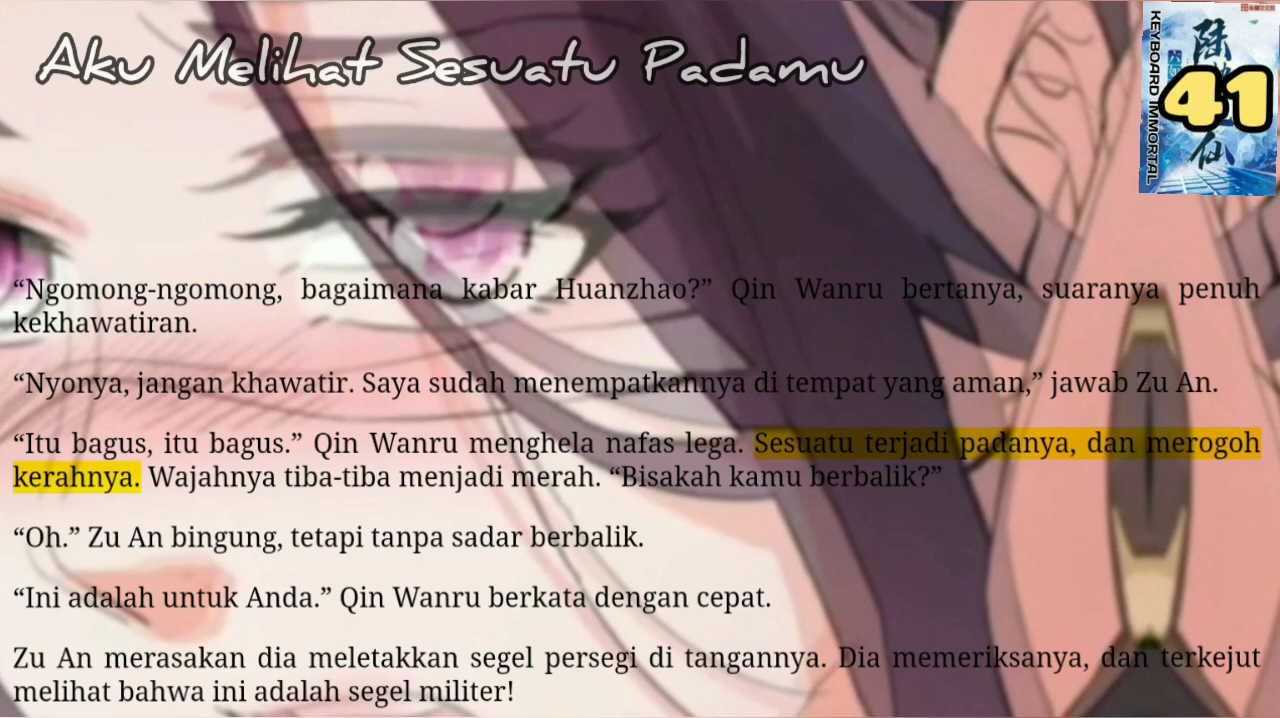 Aku Melihat Sesuatu Padamu
KEYBOARD IMMORTAL
41
“Ngomong-ngomong, bagaimana kabar Huanzhao?” Qin Wanru bertanya, suaranya penuh
kekhawatiran.
“Nyonya, jangan khawatir. Saya sudah menempatkannya di tempat yang aman,” jawab Zu An.
“Itu bagus, itu bagus.” Qin Wanru menghela nafas lega. Sesuatu terjadi padanya, dan merogoh
kerahnya. Wajahnya tiba-tiba menjadi merah. “Bisakah kamu berbalik?”
“Oh.” Zu An bingung, tetapi tanpa sadar berbalik.
“Ini adalah untuk Anda.” Qin Wanru berkata dengan cepat.
Zu An merasakan dia meletakkan segel persegi di tangannya. Dia memeriksanya, dan terkejut
melihat bahwa ini adalah segel militer!